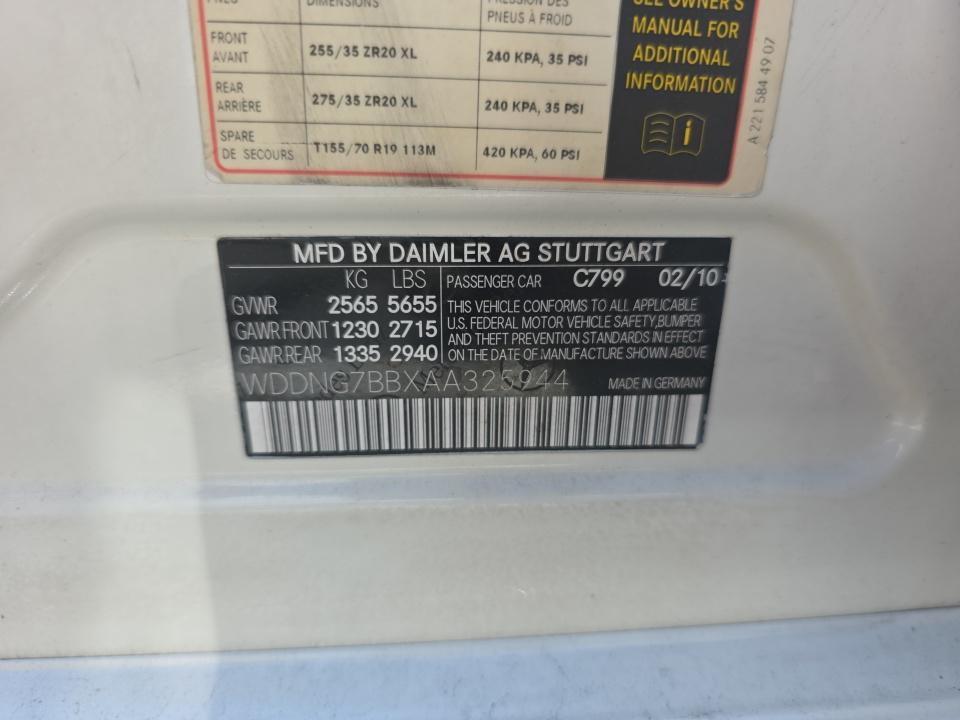 DIMENSIONS
PNEUS À FROID
SEE OWNER'S
MANUAL FOR
ADDITIONAL
INFORMATION
FRONT
AVANT
255/35 ZR20 XL
240 KPA, 35 PSI
REAR
ARRIÈRE
275/35 ZR20 XL
240 KPA, 35 PSI
SPARE
DE SECOURS
T155/70 R19 113M
420 KPA, 60 PSI
A 221 584 49 07
MFD BY DAIMLER AG STUTTGART
KG LBS
GVWR 2565 5655
GAWR FRONT 1230 2715
GAWR REAR 1335 2940
PASSENGER CAR C799 02/10
THIS VEHICLE CONFORMS TO ALL APPLICABLE
U.S. FEDERAL MOTOR VEHICLE SAFETY,BUMPER
AND THEFT PREVENTION STANDARDS IN EFFECT
ON THE DATE OF MANUFACTURE SHOWN ABOVE
WDDNG7BBXAA325944
MADE IN GERMANY